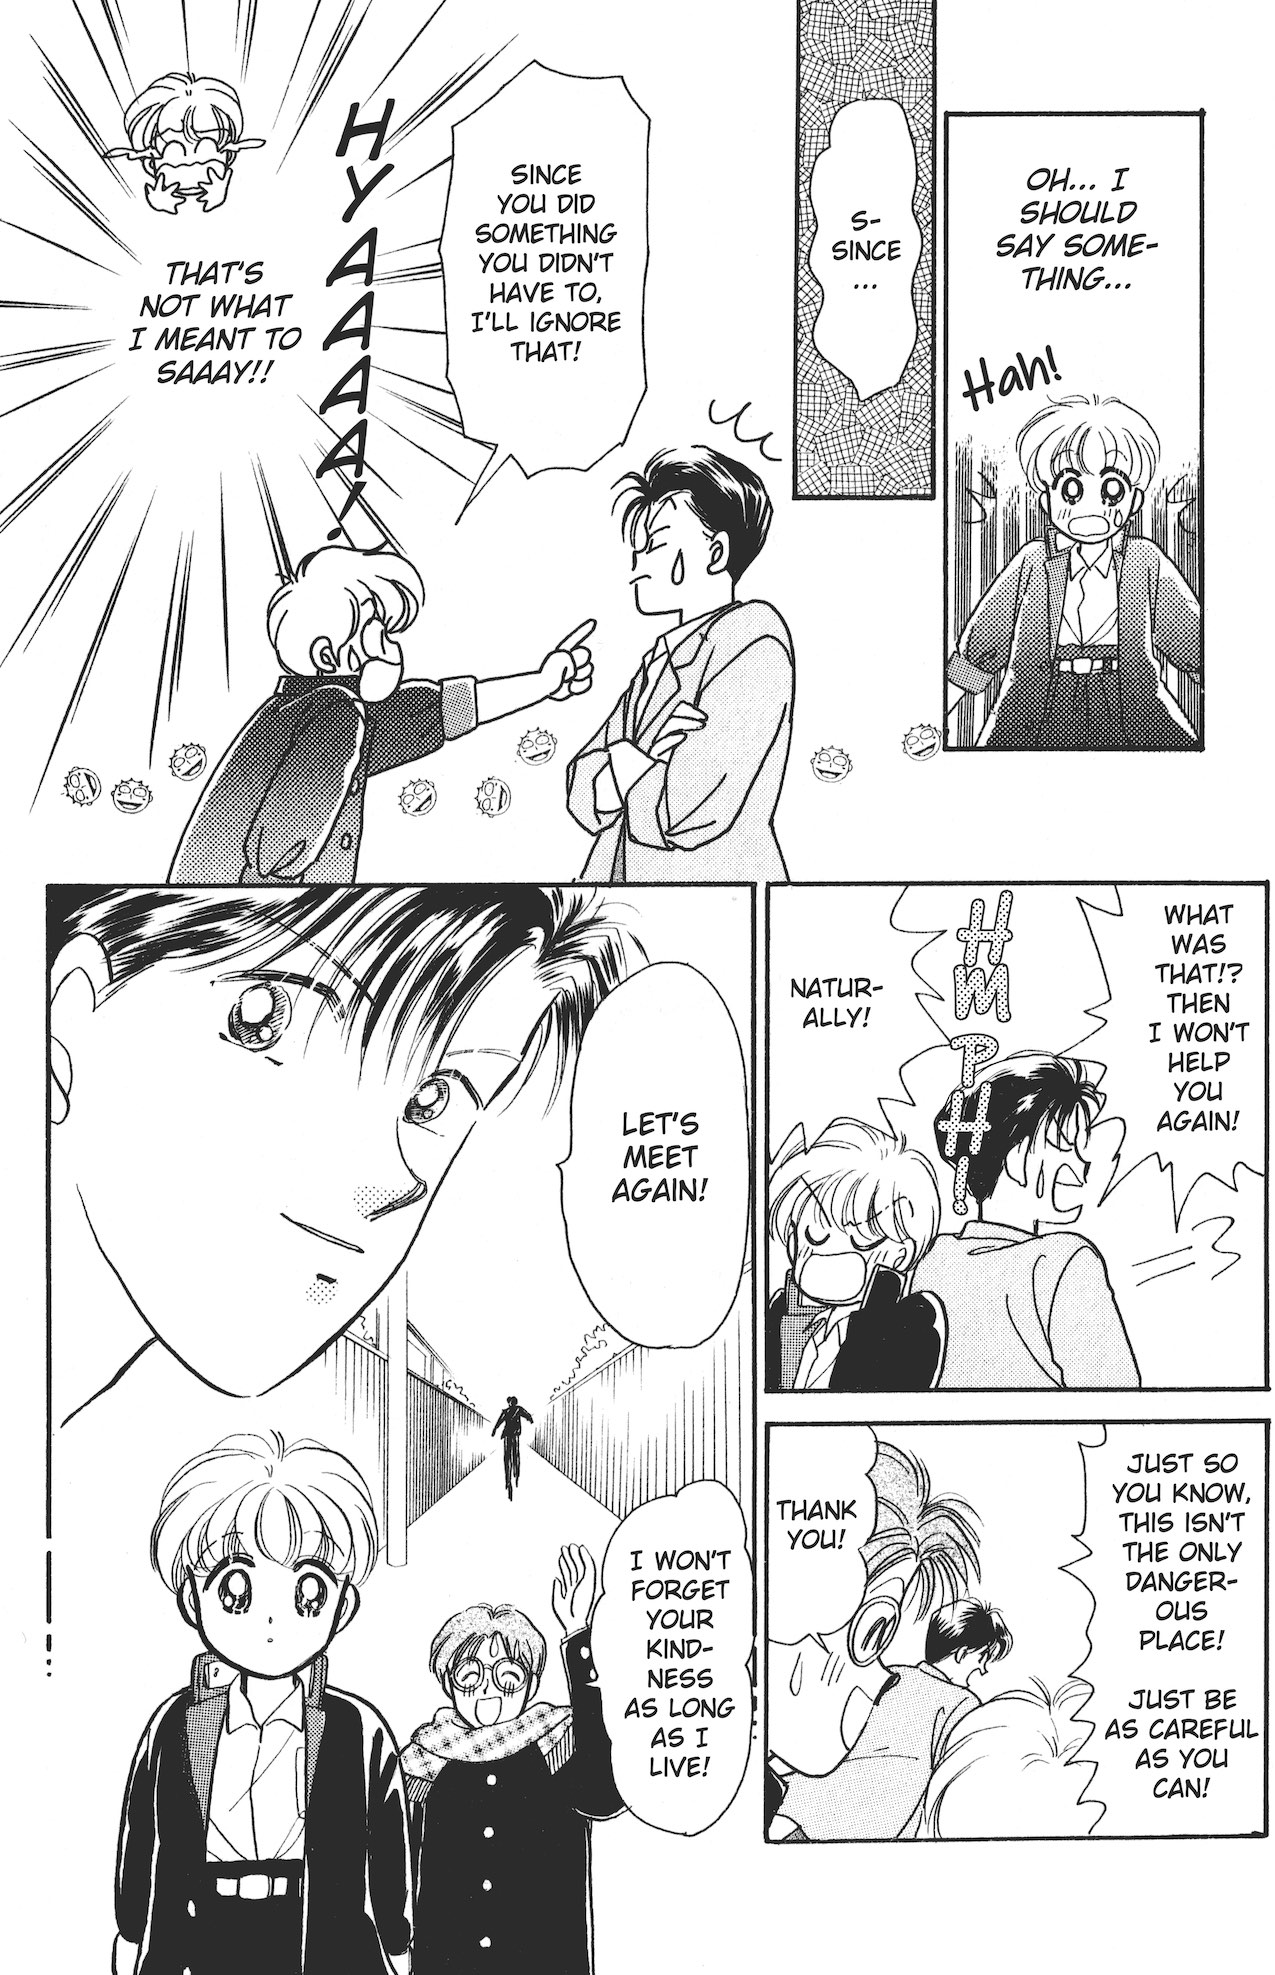 OH... I
SHOULD
SAY SOME-
THING...
Hah!
S-
SINCE
...
SINCE
YOU DID
SOMETHING
YOU DIDN'T
HAVE TO,
I'LL IGNORE
THAT!
HYAAAA!
THAT'S
NOT WHAT
I MEANT TO
SAAAY!!
WHAT
WAS
THAT!?
THEN
I WON'T
HELP
YOU
AGAIN!
HMPH!
NATUR-
ALLY!
JUST SO
YOU KNOW,
THIS ISN'T
THE ONLY
DANGER-
OUS
PLACE!
JUST BE
AS CAREFUL
AS YOU
CAN!
THANK
YOU!
LET'S
MEET
AGAIN!
I WON'T
FORGET
YOUR
KIND-
NESS
AS LONG
AS I
LIVE!